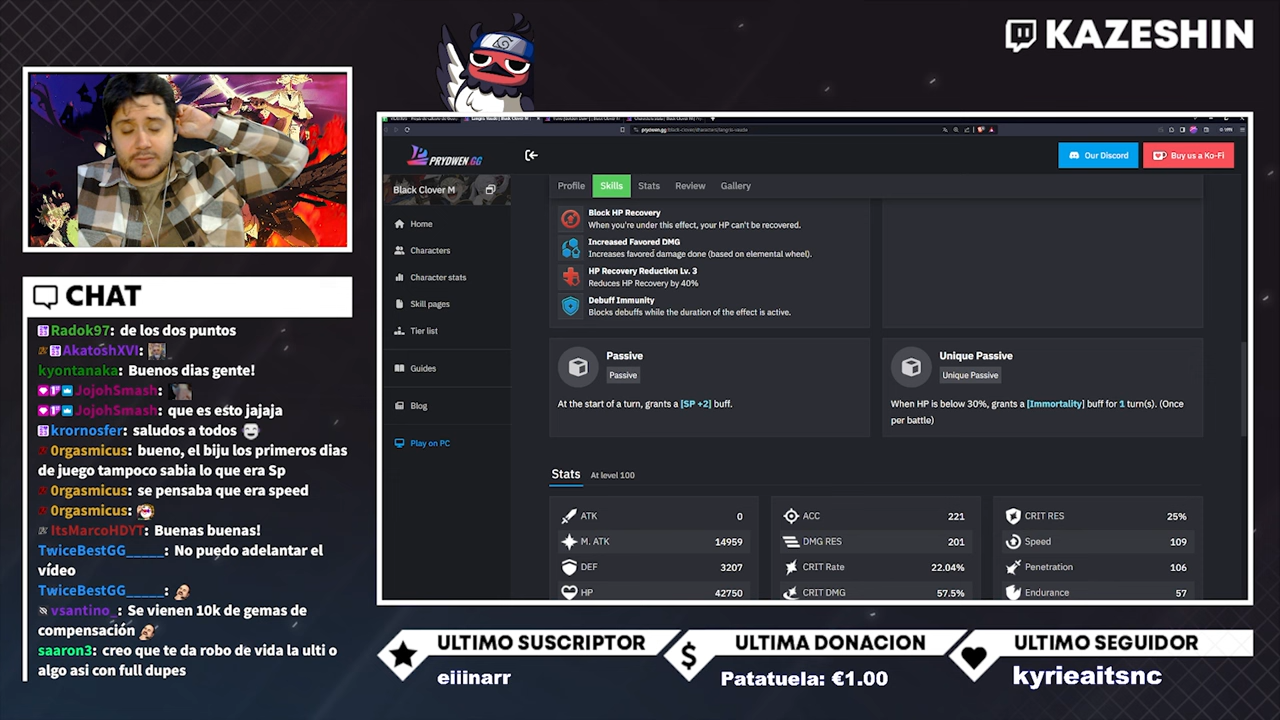 KAZESHIN
PRYDWEN.GG
Our Discord
Buy us a Ko-Fi
Black Clover M
Profile
Skills
Stats
Review
Gallery
Home
Characters
Character stats
Skill pages
Tier list
Guides
Blog
Play on PC
Block HP Recovery
When you're under this effect, your HP can't be recovered.
Increased Favored DMG
Increases favored damage done (based on elemental wheel).
HP Recovery Reduction Lv. 3
Reduces HP Recovery by 40%
Debuff Immunity
Blocks debuffs while the duration of the effect is active.
Passive
Passive
At the start of a turn, grants a [SP +2] buff.
Unique Passive
Unique Passive
When HP is below 30%, grants a [Immortality] buff for 1 turn(s). (Once
per battle)
Stats At level 100
ATK 0
M. ATK 14959
DEF 3207
HP 42750
ACC 221
DMG RES 201
CRIT Rate 22.04%
CRIT DMG 57.5%
CRIT RES 25%
Speed 109
Penetration 106
Endurance 57
CHAT
Radok97: de los dos puntos
AkatoshXVI:
kyontanaka: Buenos dias gente!
JojohSmash:
JojohSmash: que es esto jajaja
krornosfer: saludos a todos
0rgasmicus: bueno, el biju los primeros dias
de juego tampoco sabia lo que era Sp
0rgasmicus: se pensaba que era speed
0rgasmicus:
ItsMarcoHDYT: Buenas buenas!
TwiceBestGG_____: No puedo adelantar el
vídeo
TwiceBestGG_____:
vsantino_: Se vienen 10k de gemas de
compensación
saaron3: creo que te da robo de vida la ulti o
algo asi con full dupes
ULTIMO SUSCRIPTOR
eiiinarr
ULTIMA DONACION
Patatuela: €1.00
ULTIMO SEGUIDOR
kyrieaitsnc